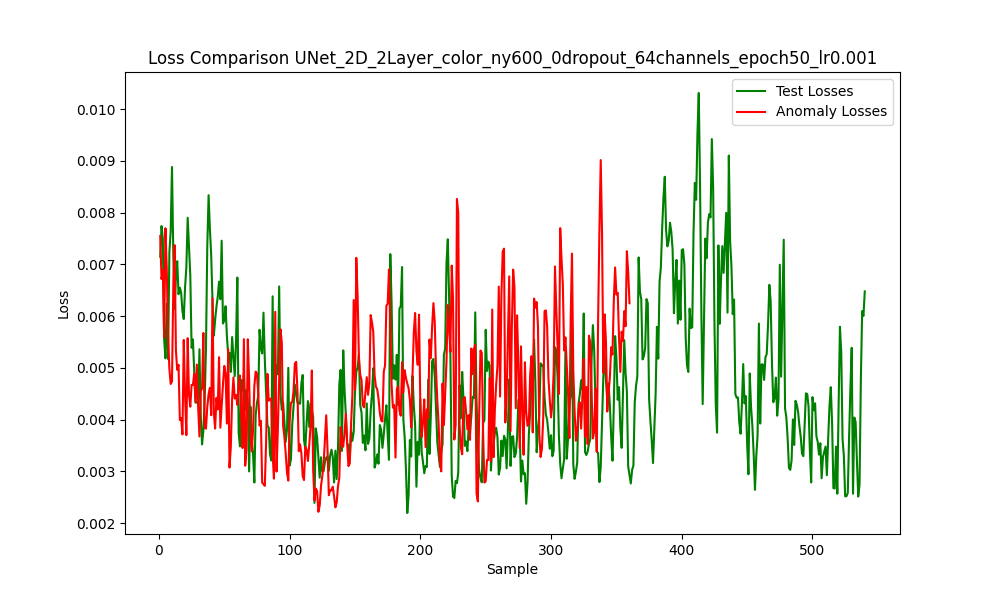 Loss Comparison UNet_2D_2Layer_color_ny600_0dropout_64channels_epoch50_lr0.001
Test Losses
Anomaly Losses
0.010
0.009
0.008
0.007
0.006
0.005
0.004
0.003
0.002
Loss
0 100 200 300 400 500
Sample